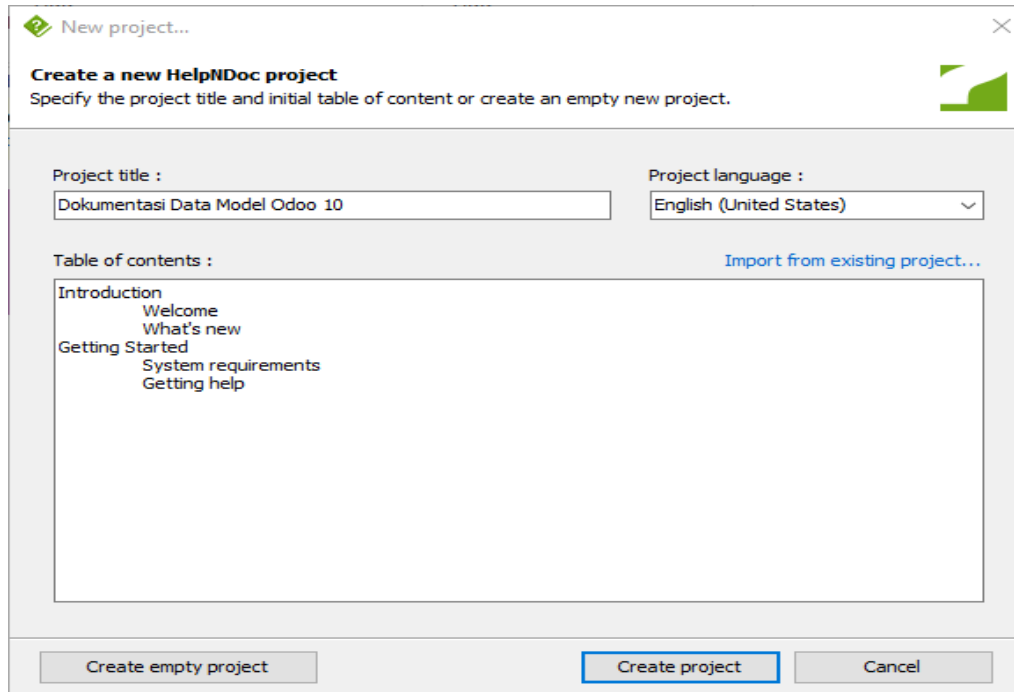 New project...
Create a new HelpNDoc project
Specify the project title and initial table of content or create an empty new project.
Project title :
Project language :
Dokumentasi Data Model Odoo 10
English (United States)
Table of contents :
Import from existing project...
Introduction
Welcome
What's new
Getting Started
System requirements
Getting help
Create empty project
Create project
Cancel